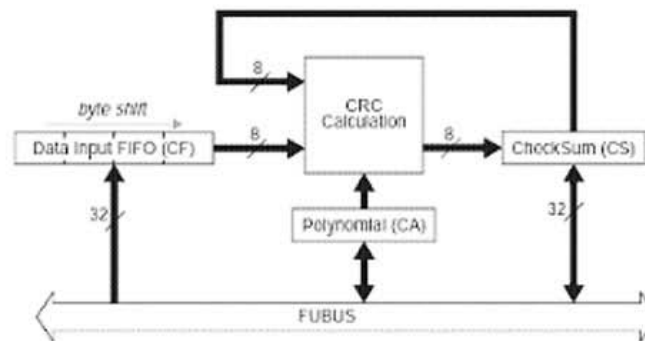 8
CRC
Calculation
byte shift
Data Input FIFO (CF)
8
8
CheckSum (CS)
32
Polynomial (CA)
32
FUBUS